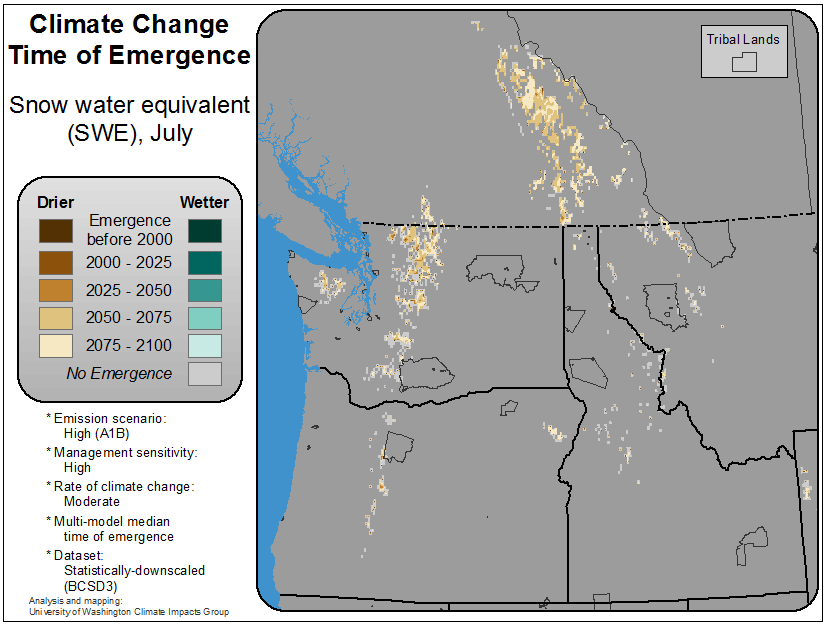 Climate Change
Time of Emergence
Snow water equivalent
(SWE), July
Drier
Wetter
Emergence
before 2000
2000 - 2025
2025 - 2050
2050 - 2075
2075 - 2100
No Emergence
* Emission scenario:
High (A1B)
* Management sensitivity:
High
* Rate of climate change:
Moderate
* Multi-model median
time of emergence
* Dataset:
Statistically-downscaled
(BCSD3)
Analysis and mapping:
University of Washington Climate Impacts Group
Tribal Lands